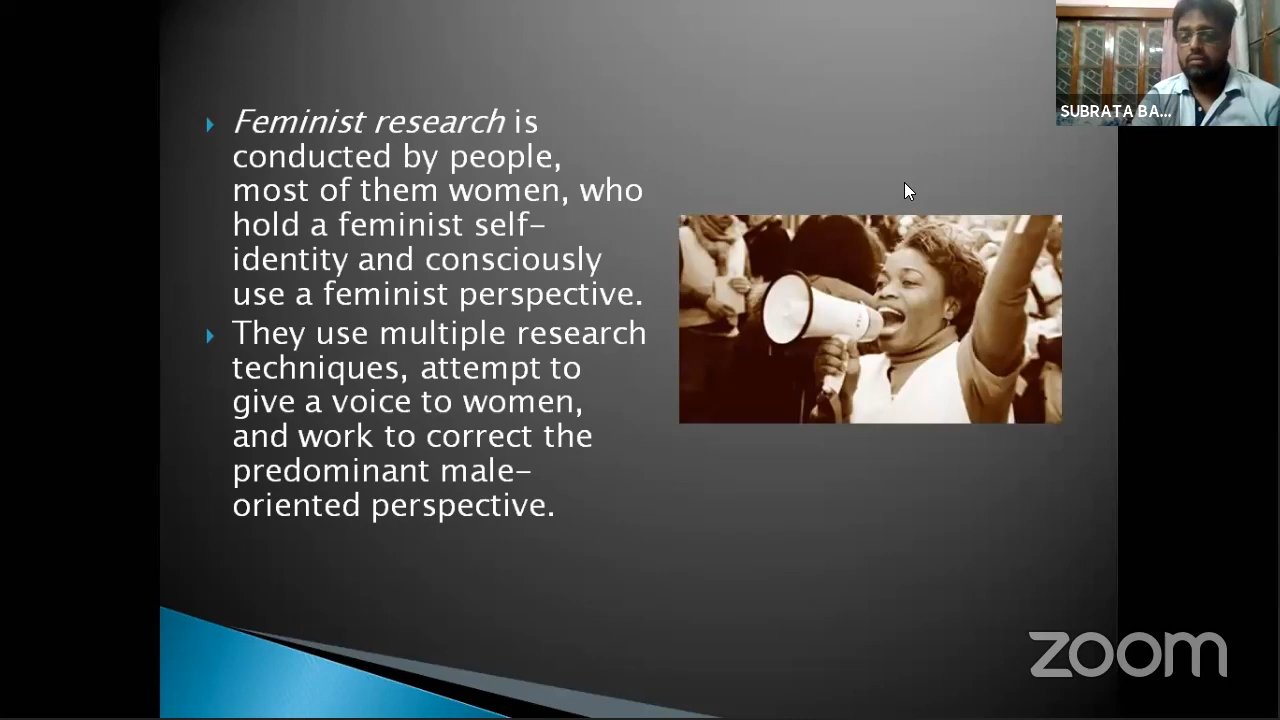 Feminist research is
conducted by people,
most of them women, who
hold a feminist self-
identity and consciously
use a feminist perspective.
They use multiple research
techniques, attempt to
give a voice to women,
and work to correct the
predominant male-
oriented perspective.
SUBRATA BA...
zoom